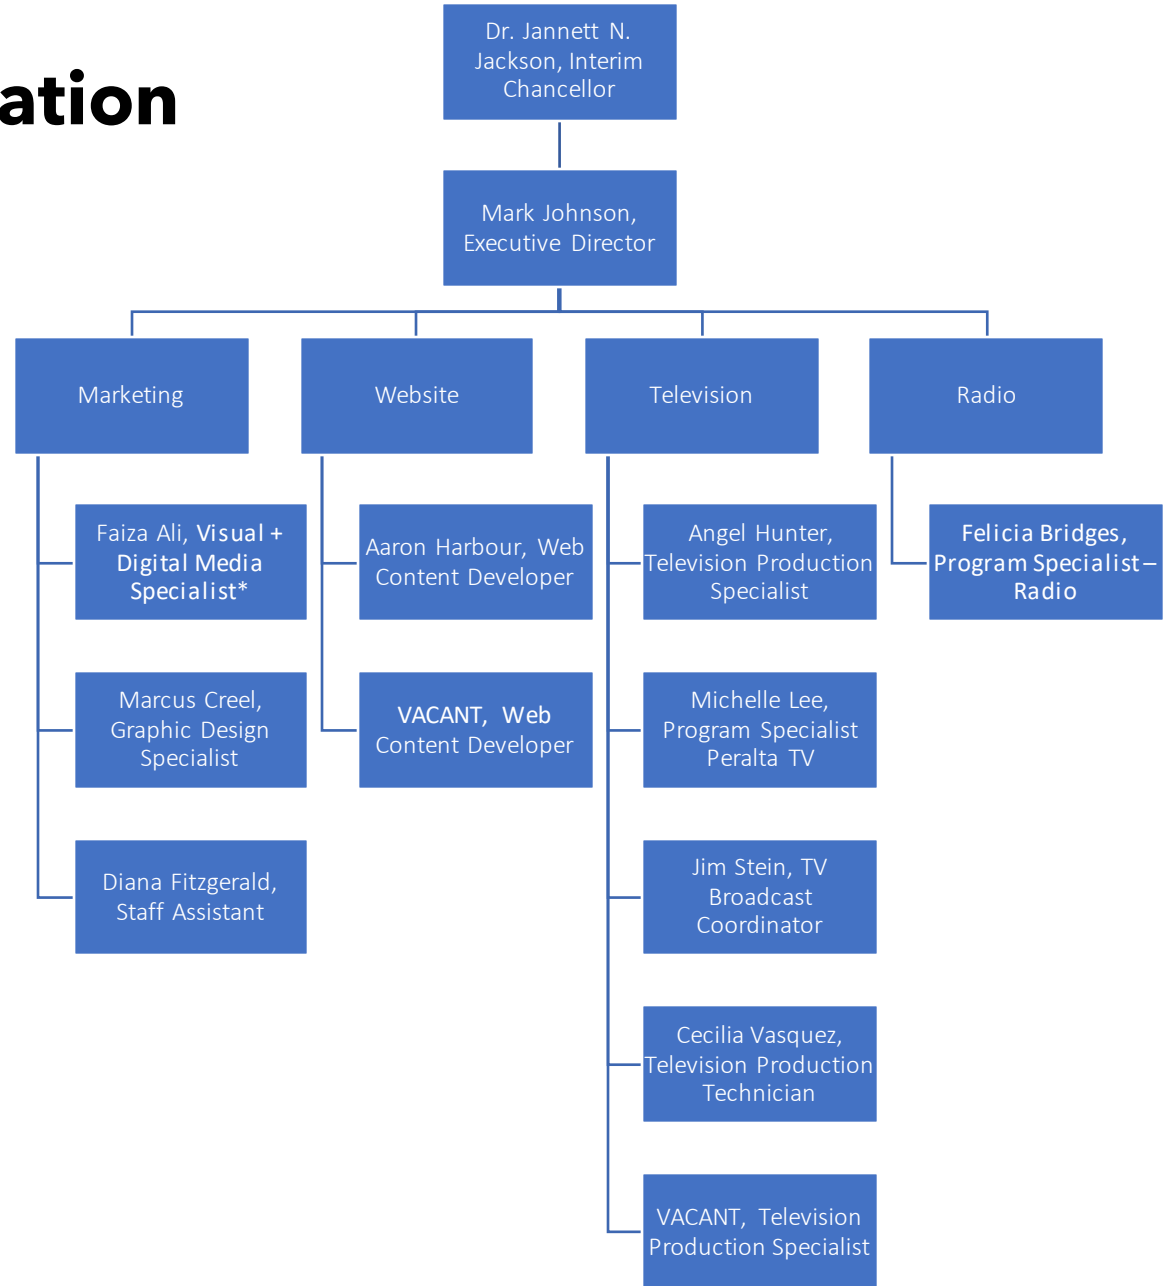 ation
Dr. Jannett N.
Jackson, Interim
Chancellor
Mark Johnson,
Executive Director
Marketing
Website
Television
Radio
Faiza Ali, Visual +
Digital Media
Specialist*
Aaron Harbour, Web
Content Developer
Angel Hunter,
Television Production
Specialist
Felicia Bridges,
Program Specialist –
Radio
Marcus Creel,
Graphic Design
Specialist
VACANT, Web
Content Developer
Michelle Lee,
Program Specialist
Peralta TV
Diana Fitzgerald,
Staff Assistant
Jim Stein, TV
Broadcast
Coordinator
Cecilia Vasquez,
Television Production
Technician
VACANT, Television
Production Specialist